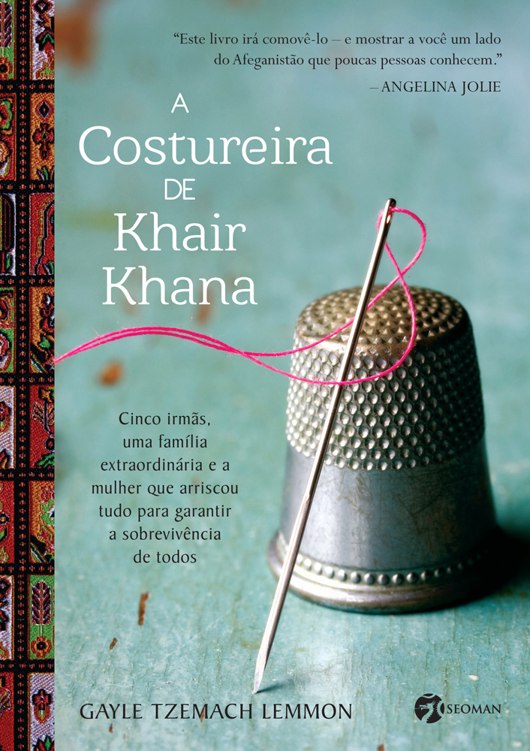 “Este livro irá comovê-lo – e mostrar a você um lado
do Afeganistão que poucas pessoas conhecem.”
– ANGELINA JOLIE
A
Costureira
DE
Khair
Khana
Cinco irmãs,
uma família
extraordinária e a
mulher que arriscou
tudo para garantir
a sobrevivência
de todos
GAYLE TZEMACH LEMMON
SEOMAN